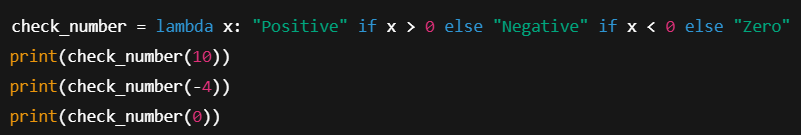 check_number = lambda x: "Positive" if x > 0 else "Negative" if x < 0 else "Zero"
print(check_number(10))
print(check_number(-4))
print(check_number(0))